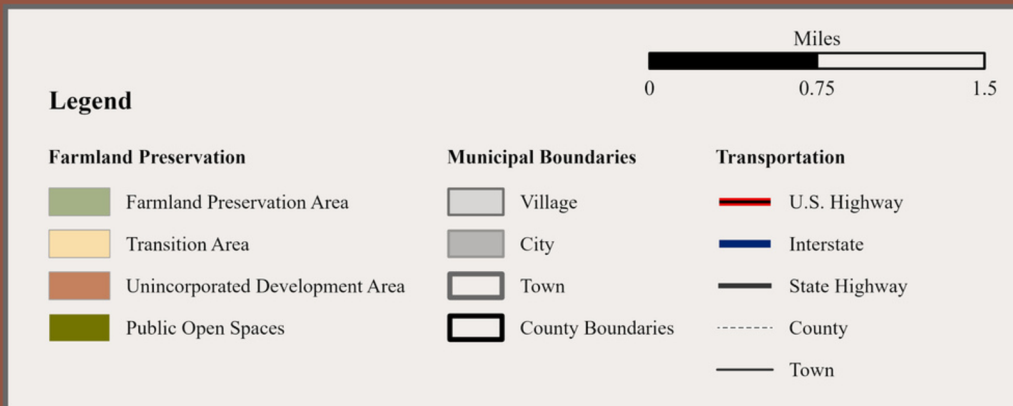 Miles
0 0.75 1.5
Legend
Farmland Preservation
Farmland Preservation Area
Transition Area
Unincorporated Development Area
Public Open Spaces
Municipal Boundaries
Village
City
Town
County Boundaries
Transportation
U.S. Highway
Interstate
State Highway
County
Town